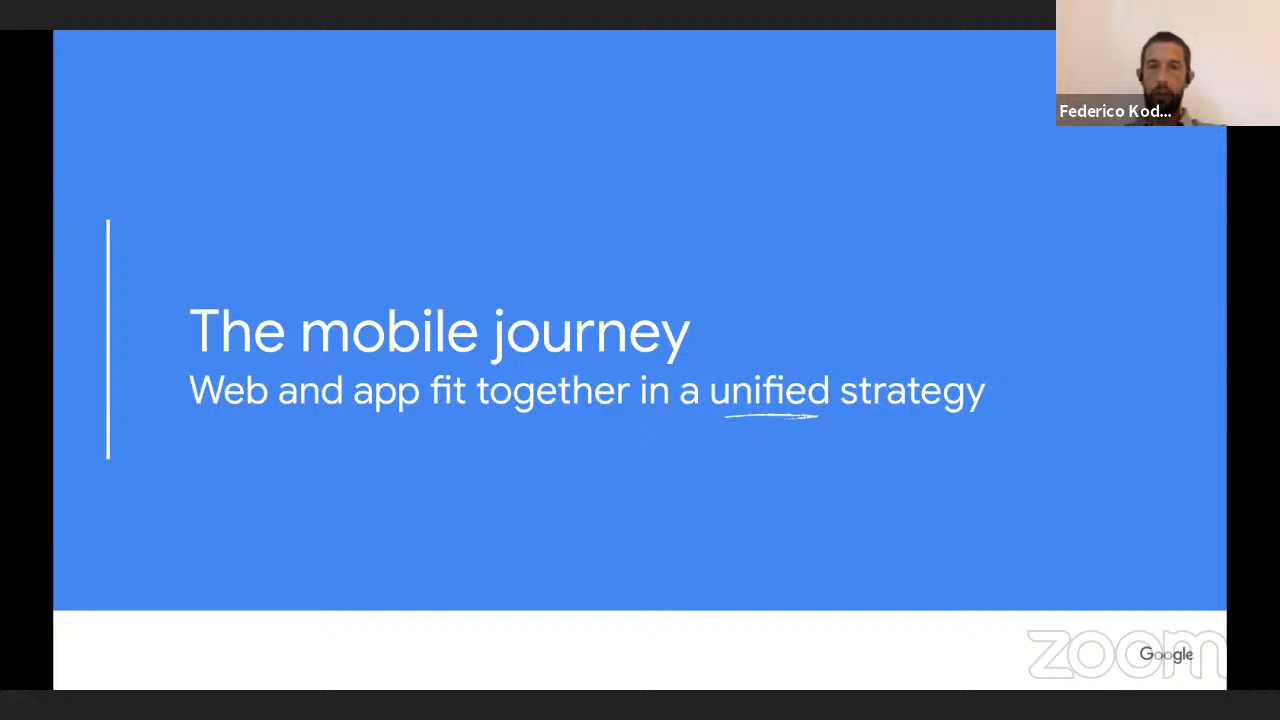 Federico Kod...
The mobile journey
Web and app fit together in a unified strategy
zoom
Google